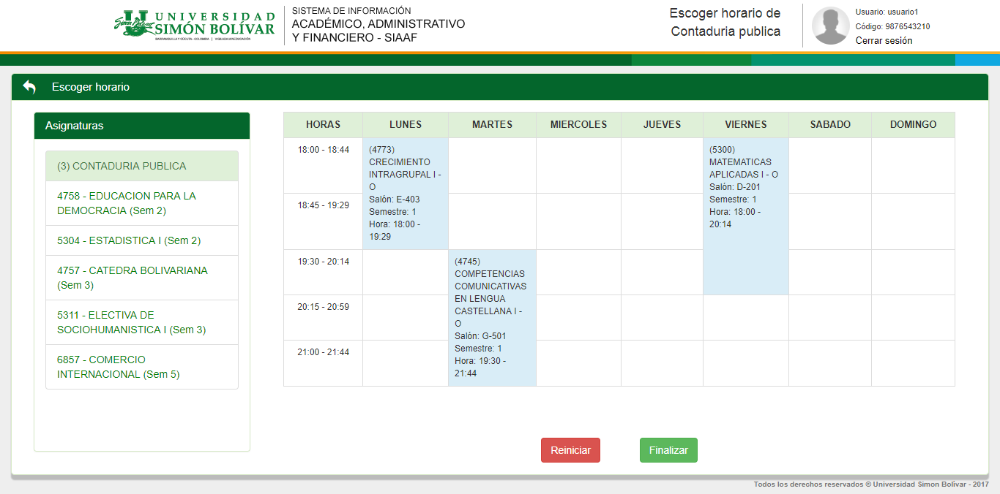 UNIVERSIDAD
SIMÓN BOLÍVAR
BARRANQUILLA Y CÚCUTA - COLOMBIA | VIGILADA MINEDUCACIÓN
SISTEMA DE INFORMACIÓN
ACADÉMICO, ADMINISTRATIVO
Y FINANCIERO - SIAAF
Escoger horario de
Contaduria publica
Usuario: usuario1
Código: 9876543210
Cerrar sesión
Escoger horario
Asignaturas
(3) CONTADURIA PUBLICA
4758 - EDUCACION PARA LA
DEMOCRACIA (Sem 2)
5304 - ESTADISTICA I (Sem 2)
4757 - CATEDRA BOLIVARIANA
(Sem 3)
5311 - ELECTIVA DE
SOCIOHUMANISTICA I (Sem 3)
6857 - COMERCIO
INTERNACIONAL (Sem 5)
HORAS LUNES MARTES MIERCOLES JUEVES VIERNES SABADO DOMINGO
18:00 - 18:44
(4773)
CRECIMIENTO
INTRAGRUPAL I -
O
Salón: E-403
Semestre: 1
Hora: 18:00 -
19:29
(5300)
MATEMATICAS
APLICADAS I - O
Salón: D-201
Semestre: 1
Hora: 18:00 -
20:14
18:45 - 19:29
19:30 - 20:14
(4745)
COMPETENCIAS
COMUNICATIVAS
EN LENGUA
CASTELLANA I -
O
Salón: G-501
Semestre: 1
Hora: 19:30 -
21:44
20:15 - 20:59
21:00 - 21:44
Reiniciar
Finalizar
Todos los derechos reservados © Universidad Simon Bolívar - 2017